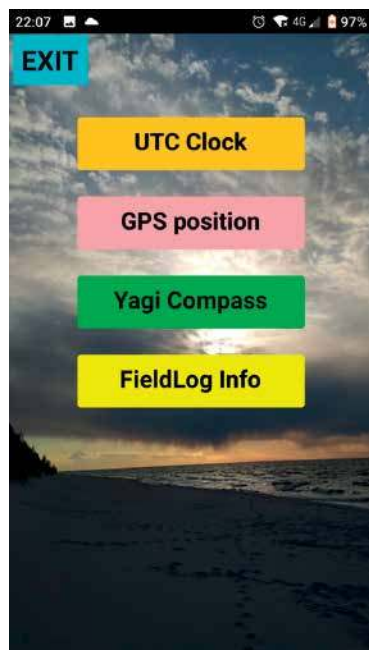 22:07 4G 97%
EXIT
UTC Clock
GPS position
Yagi Compass
FieldLog Info